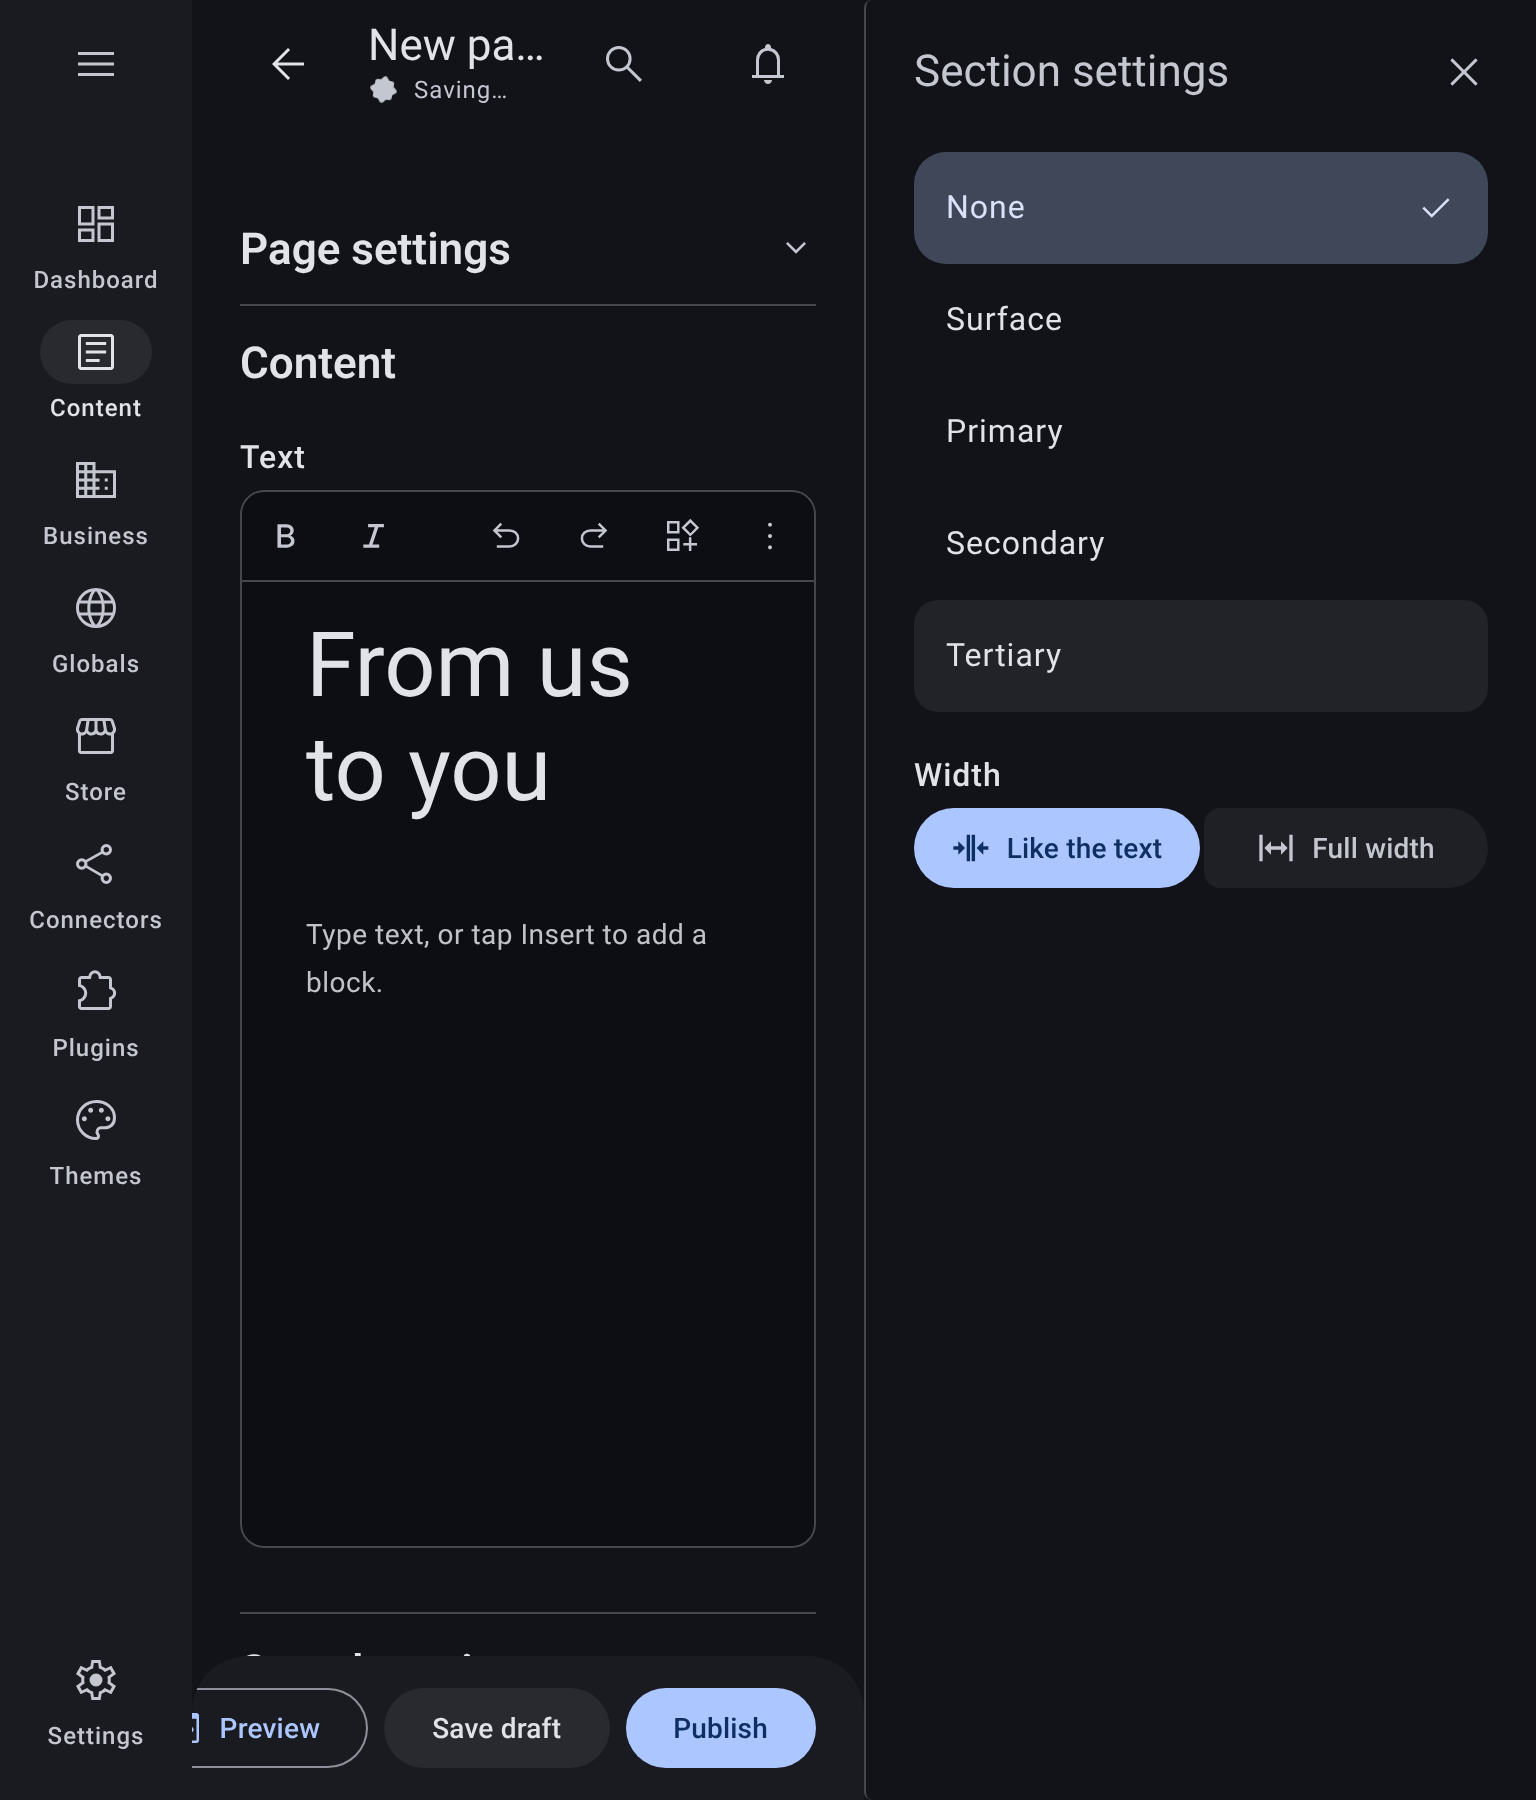 New pa…
Saving…
Dashboard
Content
Business
Globals
Store
Connectors
Plugins
Themes
Settings
Page settings
Content
Text
B I
From us
to you
Type text, or tap Insert to add a
block.
Preview
Save draft
Publish
Section settings
None
Surface
Primary
Secondary
Tertiary
Width
Like the text
Full width